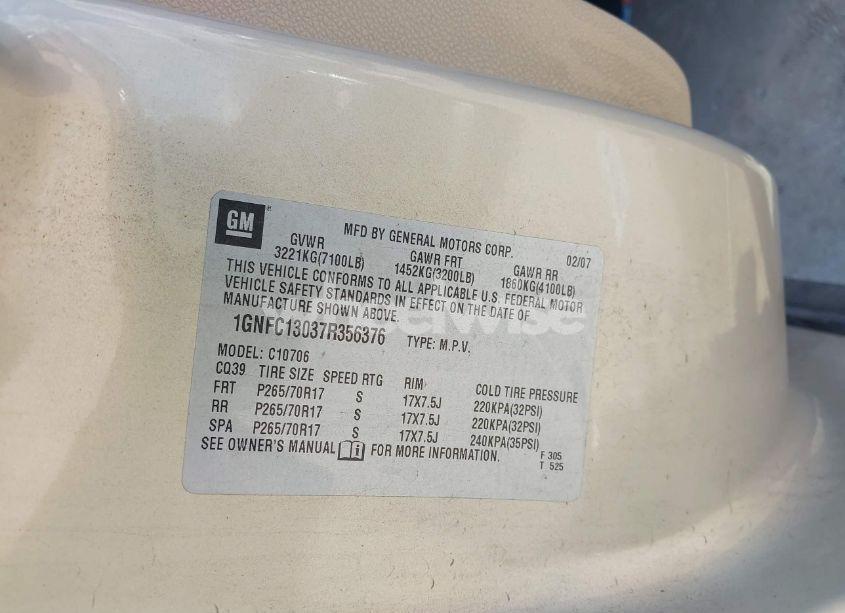 GM
MFD BY GENERAL MOTORS CORP. 02/07
GVWR GAWR FRT GAWR RR
3221KG(7100LB) 1452KG(3200LB) 1860KG(4100LB)
THIS VEHICLE CONFORMS TO ALL APPLICABLE U.S. FEDERAL MOTOR
VEHICLE SAFETY STANDARDS IN EFFECT ON THE DATE OF
MANUFACTURE SHOWN ABOVE.
1GNFC13037R356376 TYPE: M.P.V.
MODEL: C10706
CQ39 TIRE SIZE SPEED RTG RIM COLD TIRE PRESSURE
FRT P265/70R17 S 17X7.5J 220KPA(32PSI)
RR P265/70R17 S 17X7.5J 220KPA(32PSI)
SPA P265/70R17 S 17X7.5J 240KPA(35PSI)
SEE OWNER'S MANUAL FOR MORE INFORMATION.
F 305
T 525